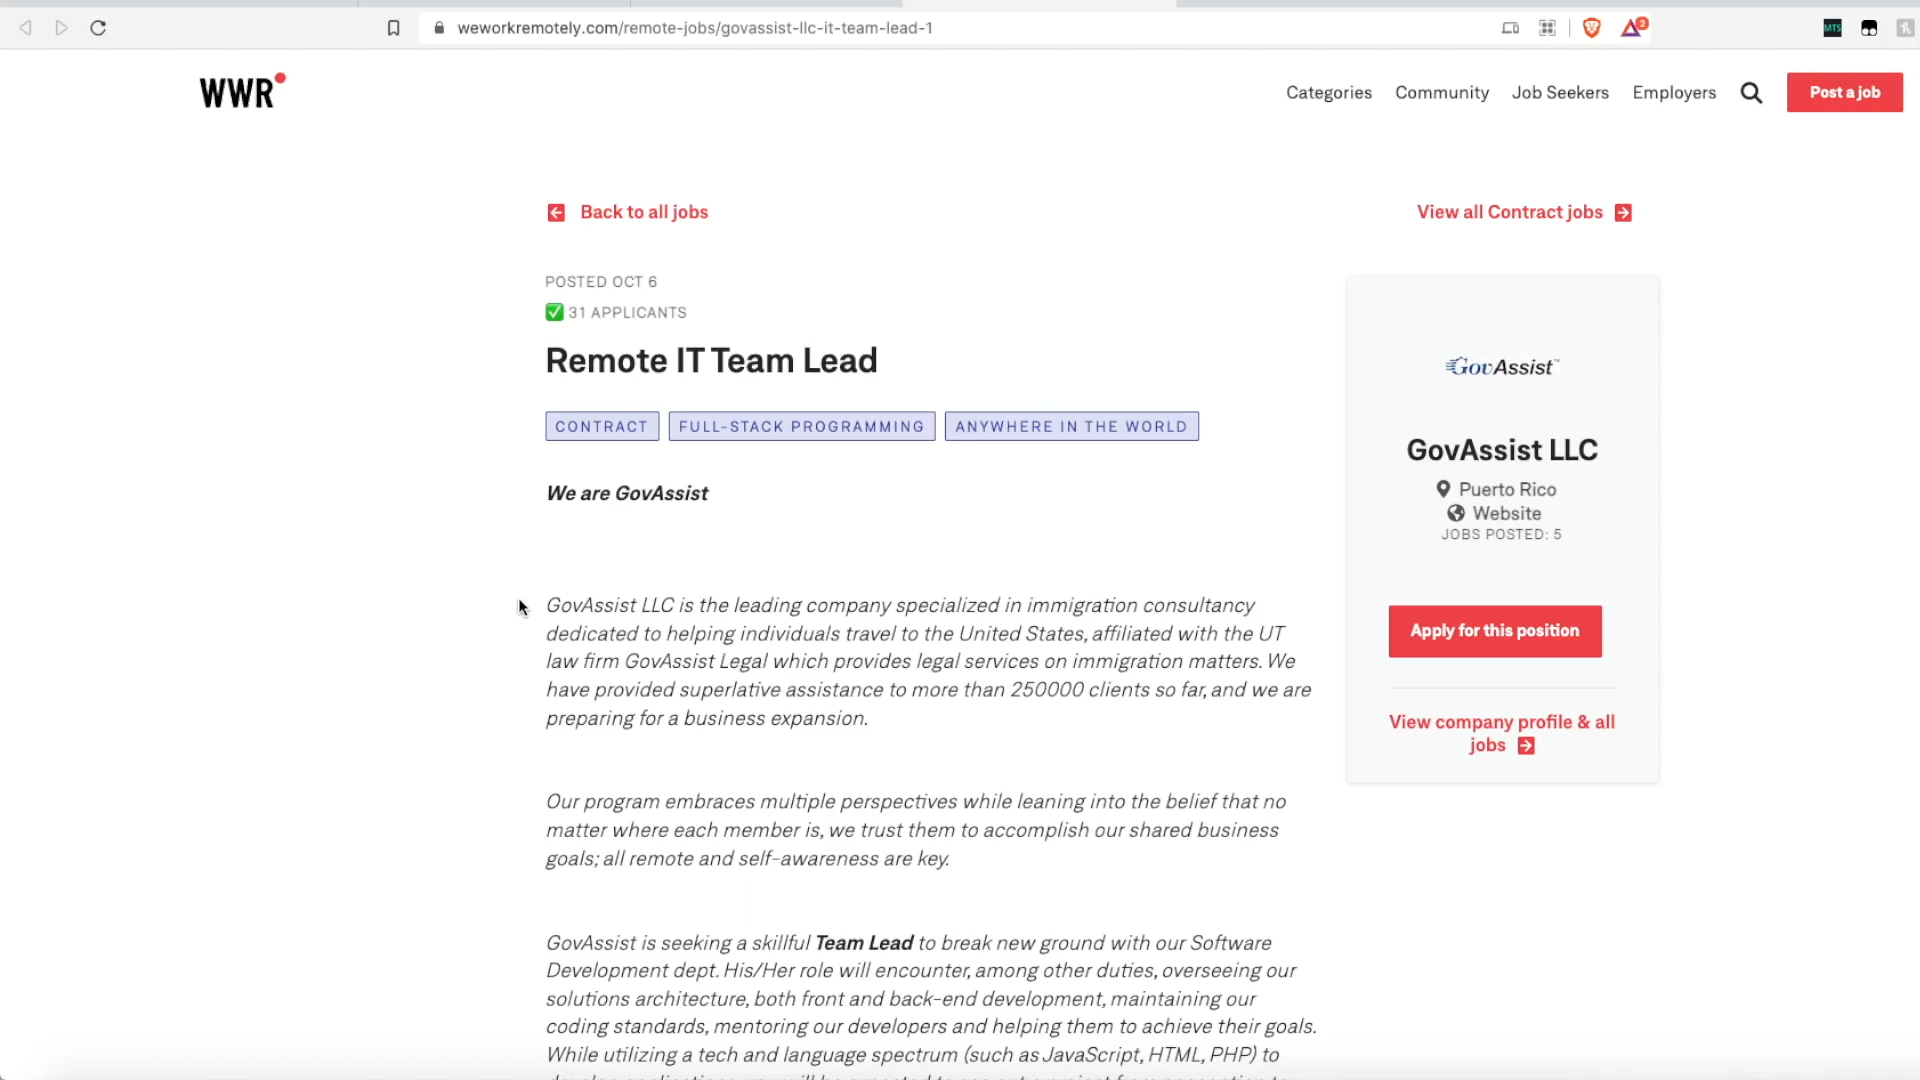 weworkremotely.com/remote-jobs/govassist-llc-it-team-lead-1
2
MTS
WWR
Categories
Community
Job Seekers
Employers
Post a job
Back to all jobs
View all Contract jobs
POSTED OCT 6
31 APPLICANTS
Remote IT Team Lead
CONTRACT
FULL-STACK PROGRAMMING
ANYWHERE IN THE WORLD
We are GovAssist
GovAssist LLC is the leading company specialized in immigration consultancy
dedicated to helping individuals travel to the United States, affiliated with the UT
law firm GovAssist Legal which provides legal services on immigration matters. We
have provided superlative assistance to more than 250000 clients so far, and we are
preparing for a business expansion.
Our program embraces multiple perspectives while leaning into the belief that no
matter where each member is, we trust them to accomplish our shared business
goals; all remote and self-awareness are key.
GovAssist is seeking a skillful Team Lead to break new ground with our Software
Development dept. His/Her role will encounter, among other duties, overseeing our
solutions architecture, both front and back-end development, maintaining our
coding standards, mentoring our developers and helping them to achieve their goals.
While utilizing a tech and language spectrum (such as JavaScript, HTML, PHP) to
GovAssist™
GovAssist LLC
Puerto Rico
Website
JOBS POSTED: 5
Apply for this position
View company profile & all
jobs